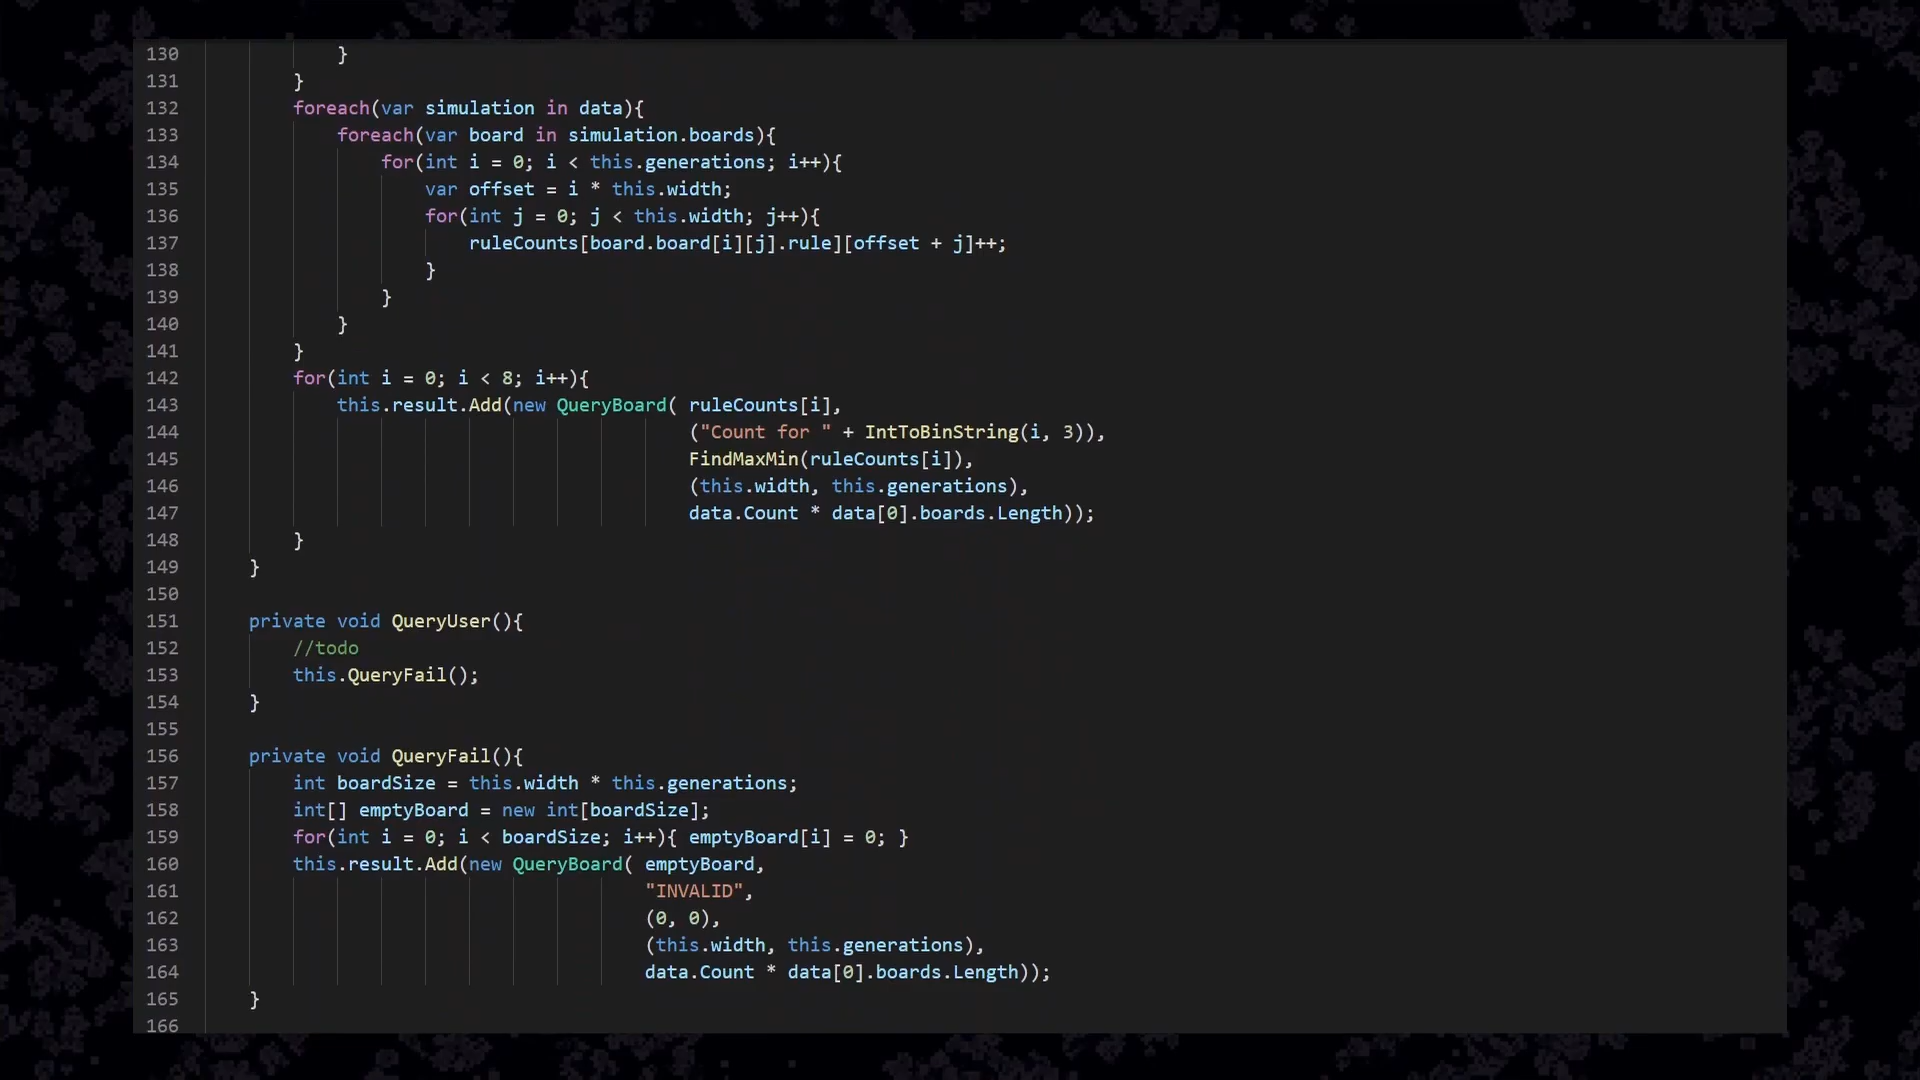 130 }
131 }
132 foreach(var simulation in data){
133 foreach(var board in simulation.boards){
134 for(int i = 0; i < this.generations; i++){
135 var offset = i * this.width;
136 for(int j = 0; j < this.width; j++){
137 ruleCounts[board.board[i][j].rule][offset + j]++;
138 }
139 }
140 }
141 }
142 for(int i = 0; i < 8; i++){
143 this.result.Add(new QueryBoard( ruleCounts[i],
144 ("Count for " + IntToBinString(i, 3)),
145 FindMaxMin(ruleCounts[i]),
146 (this.width, this.generations),
147 data.Count * data[0].boards.Length));
148 }
149 }
150
151 private void QueryUser(){
152 //todo
153 this.QueryFail();
154 }
155
156 private void QueryFail(){
157 int boardSize = this.width * this.generations;
158 int[] emptyBoard = new int[boardSize];
159 for(int i = 0; i < boardSize; i++){ emptyBoard[i] = 0; }
160 this.result.Add(new QueryBoard( emptyBoard,
161 "INVALID",
162 (0, 0),
163 (this.width, this.generations),
164 data.Count * data[0].boards.Length));
165 }
166